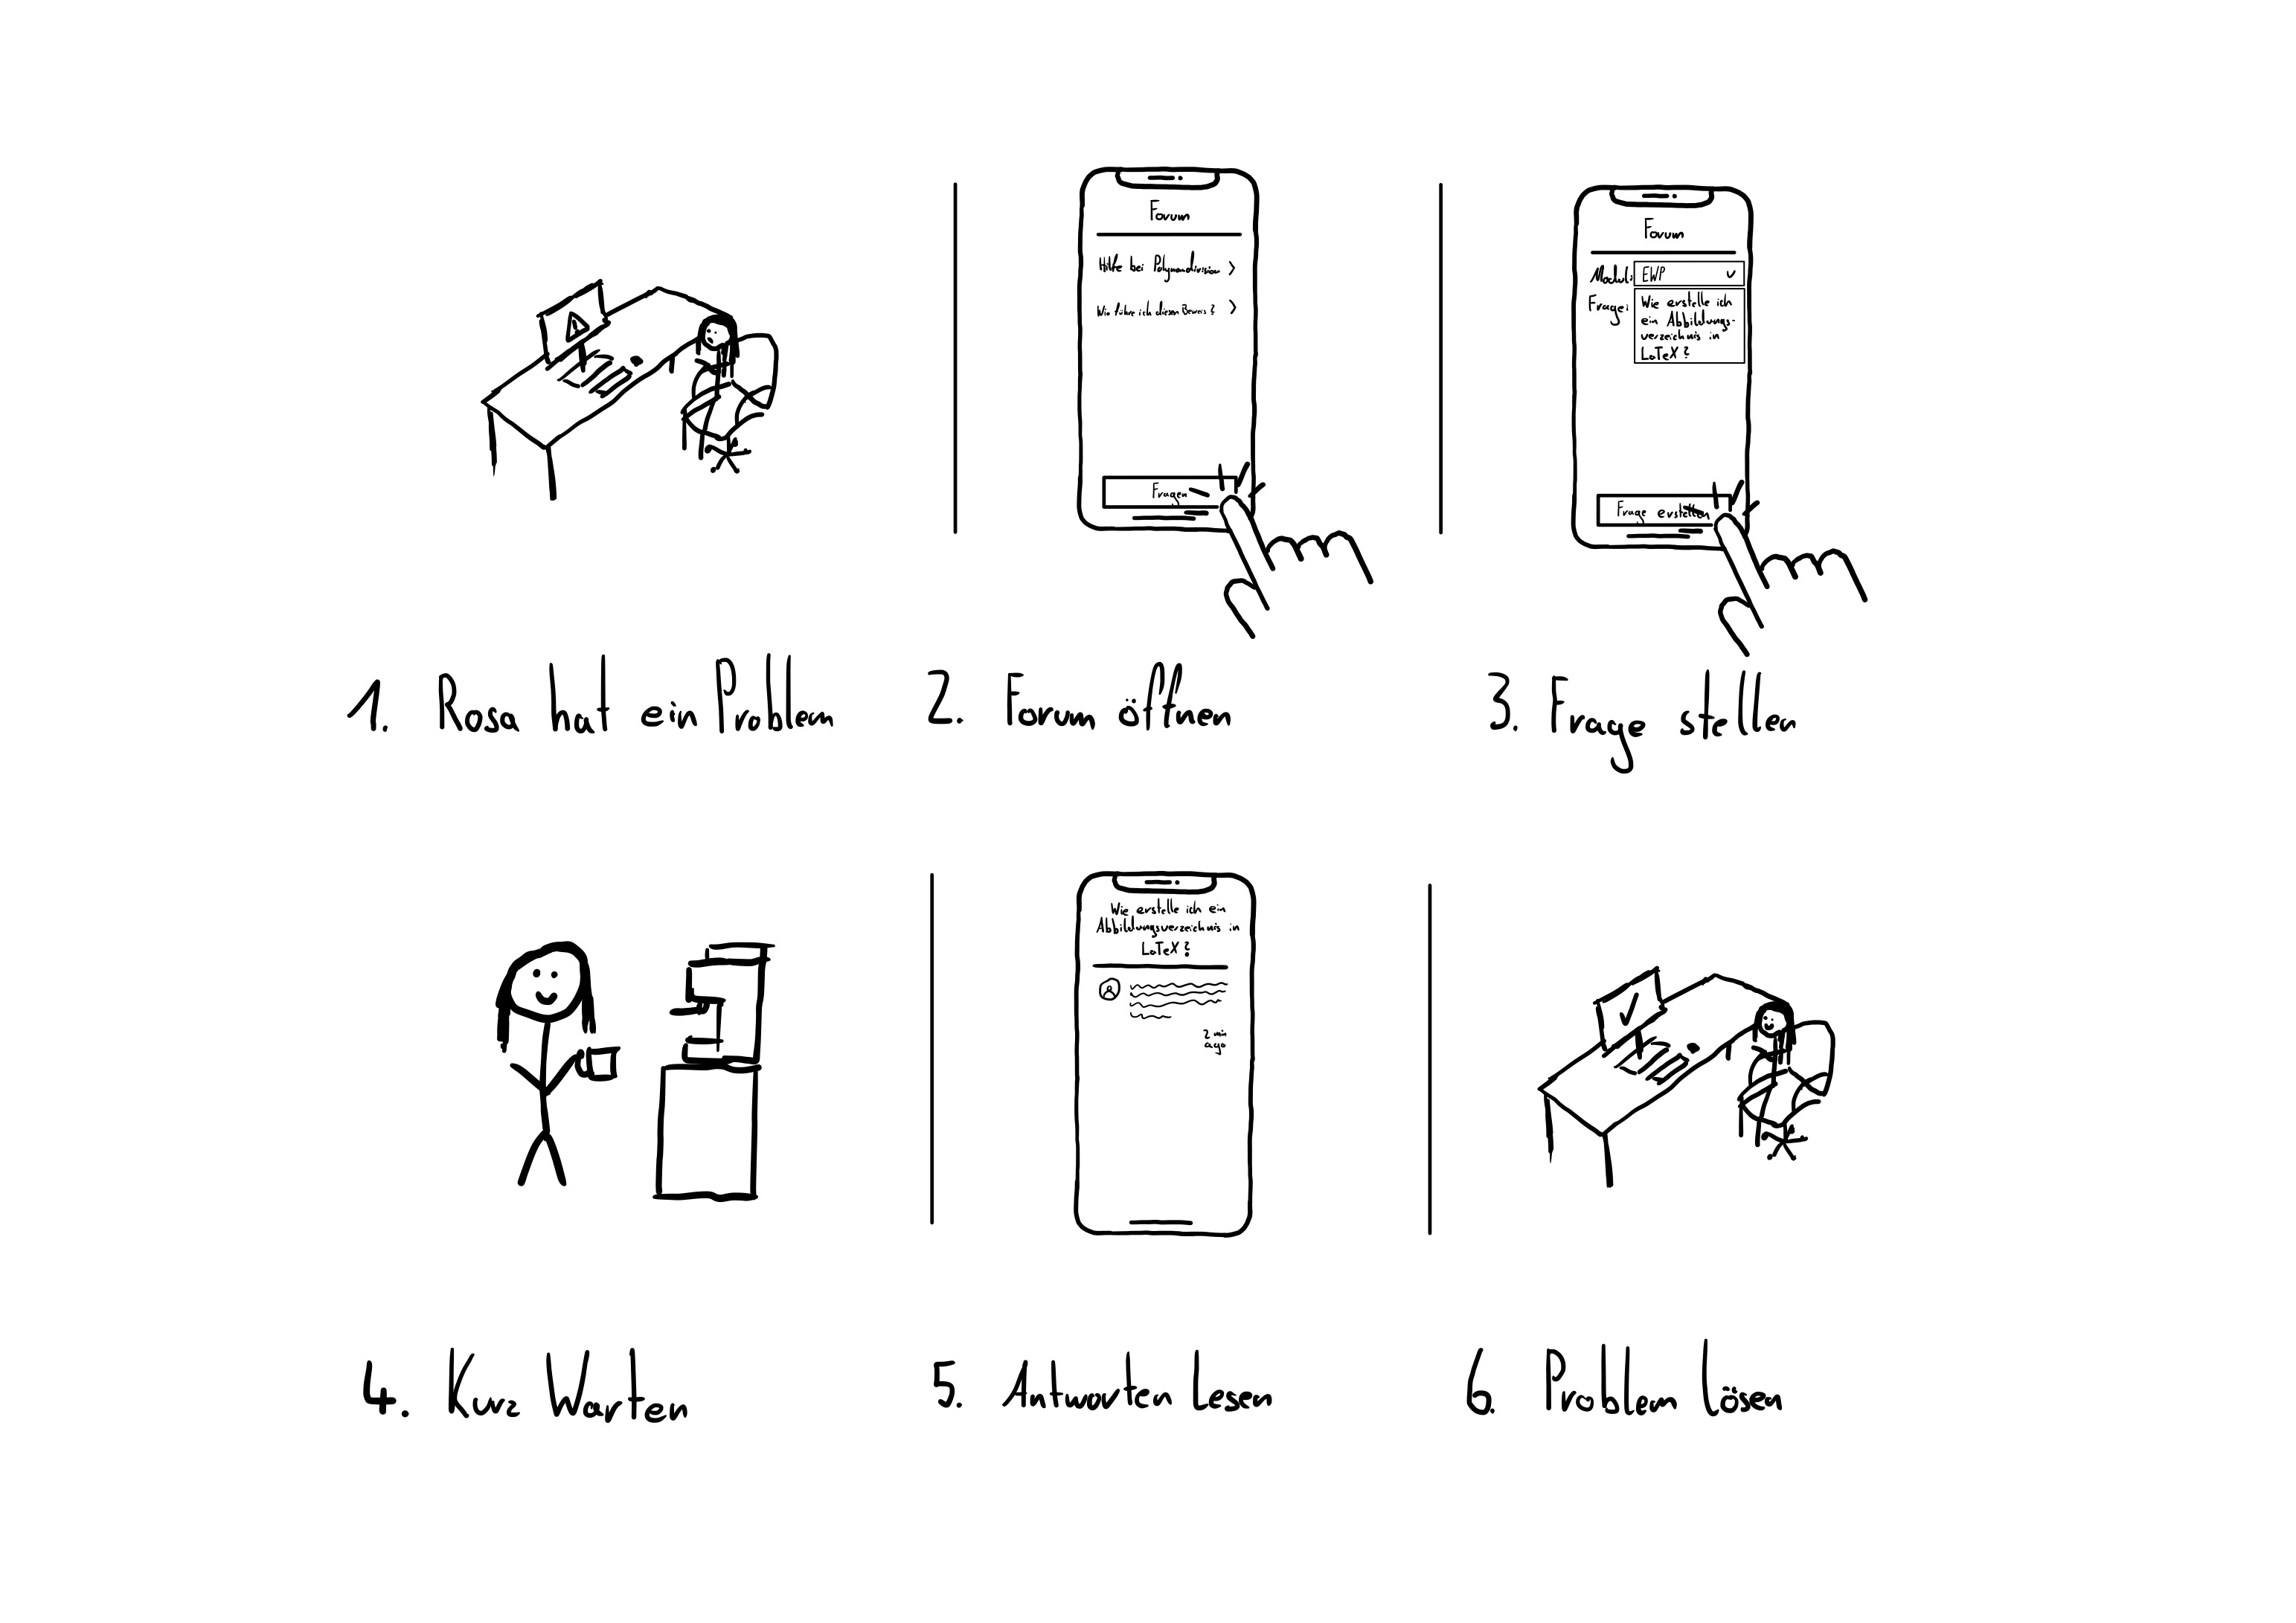 Forum
Hilfe bei Polynomdivision >
Wie führe ich diesen Beweis? >
Fragen
Forum
Modul: EWP
Frage: Wie erstelle ich
ein Abbildungs-
verzeichnis in
LaTeX?
Frage erstellen
1. Rosa hat ein Problem
2. Forum öffnen
3. Frage stellen
Wie erstelle ich ein
Abbildungsverzeichnis in
LaTeX?
2 min
ago
4. Kurz Warten
5. Antworten Lesen
6. Problem lösen